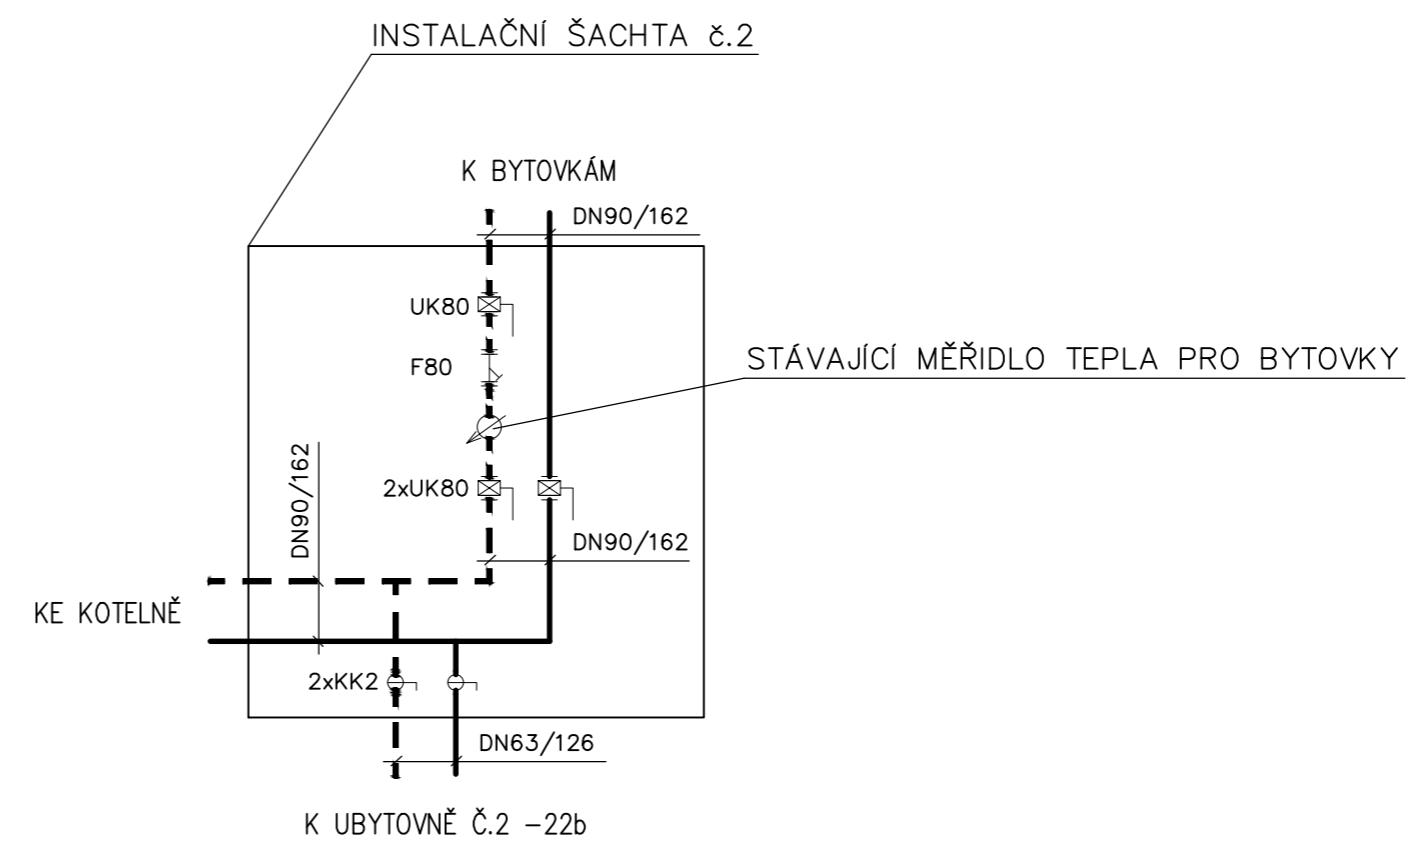 INSTALAČNÍ ŠACHTA č.2
K BYTOVKÁM
DN90/162
UK80
F80
STÁVAJÍCÍ MĚŘIDLO TEPLA PRO BYTOVKY
DN90/162
2xUK80
DN90/162
KE KOTELNĚ
2xKK2
DN63/126
K UBYTOVNĚ Č.2 -22b